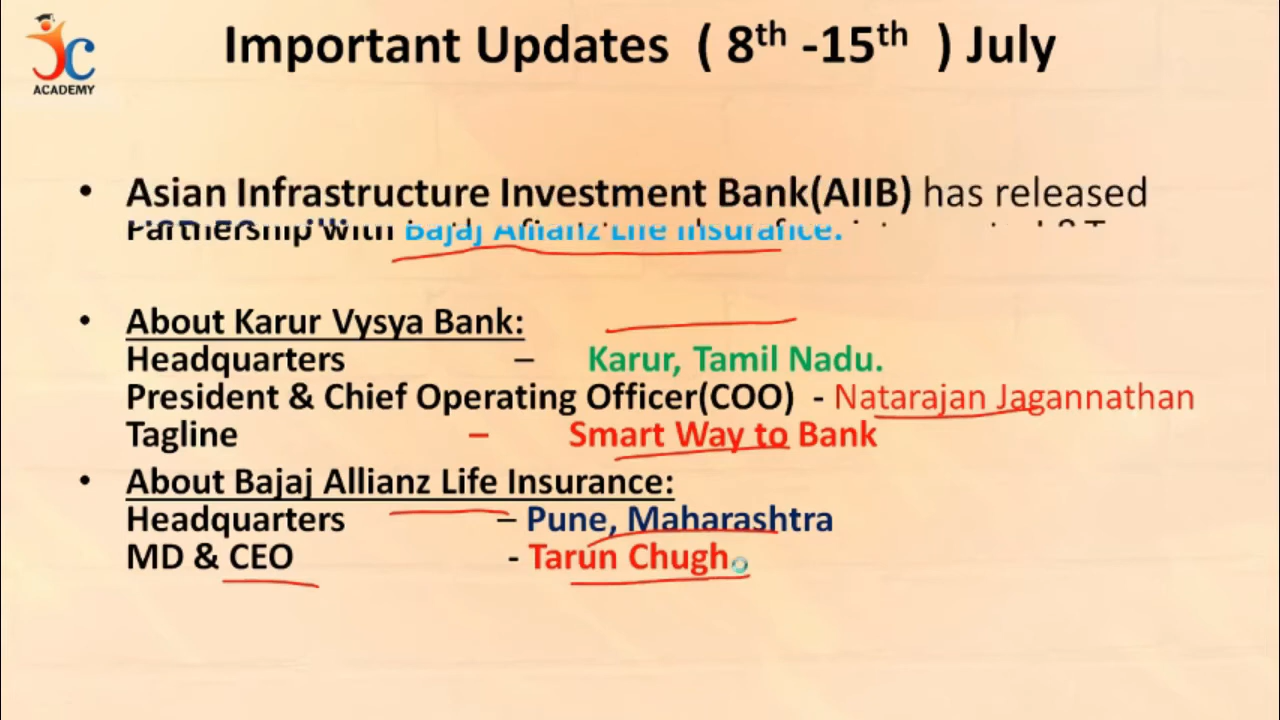 JC
ACADEMY
Important Updates ( 8th -15th ) July
• Asian Infrastructure Investment Bank(AIIB) has released
Partnership with Bajaj Allianz Life Insurance.
• About Karur Vysya Bank:
Headquarters – Karur, Tamil Nadu.
President & Chief Operating Officer(COO) - Natarajan Jagannathan
Tagline – Smart Way to Bank
• About Bajaj Allianz Life Insurance:
Headquarters – Pune, Maharashtra
MD & CEO - Tarun Chugh